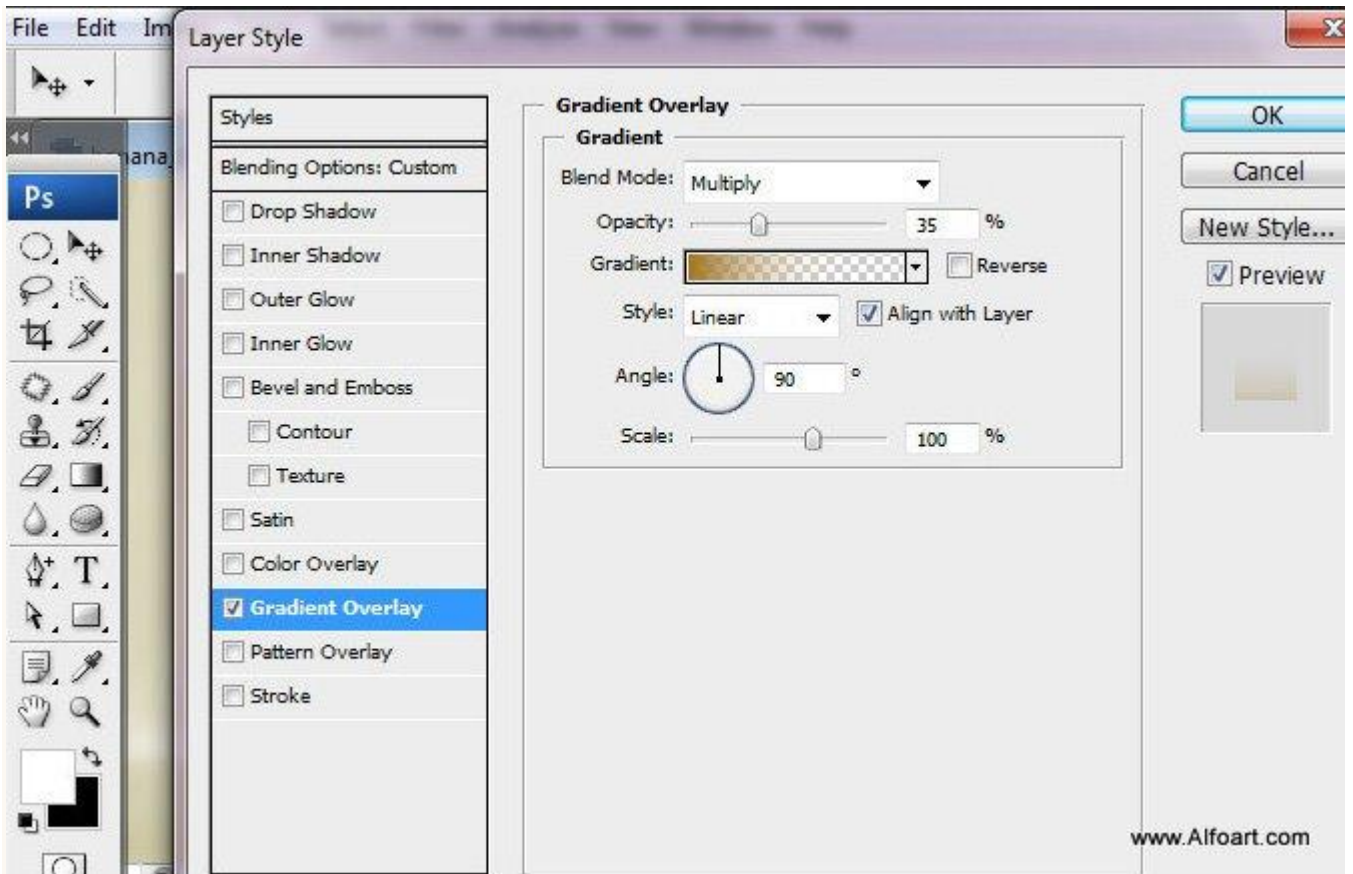 File Edit Im
Layer Style
Ps
Styles
Blending Options: Custom
Drop Shadow
Inner Shadow
Outer Glow
Inner Glow
Bevel and Emboss
Contour
Texture
Satin
Color Overlay
Gradient Overlay
Pattern Overlay
Stroke
T
Gradient Overlay
Gradient
Blend Mode: Multiply
Opacity: 35 %
Gradient: Reverse
Style: Linear Align with Layer
Angle: 90 °
Scale: 100 %
OK
Cancel
New Style...
Preview
www.Alfoart.com